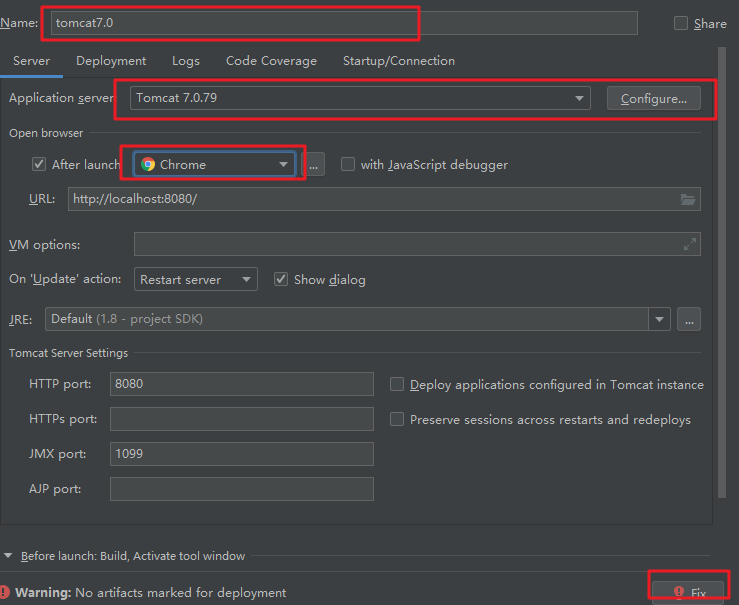 Name: tomcat7.0 Share
Server Deployment Logs Code Coverage Startup/Connection
Application server: Tomcat 7.0.79 Configure...
Open browser
After launch Chrome ... with JavaScript debugger
URL: http://localhost:8080/
VM options:
On 'Update' action: Restart server Show dialog
JRE: Default (1.8 - project SDK) ...
Tomcat Server Settings
HTTP port: 8080 Deploy applications configured in Tomcat instance
HTTPs port: Preserve sessions across restarts and redeploys
JMX port: 1099
AJP port:
Before launch: Build, Activate tool window
Warning: No artifacts marked for deployment Fix